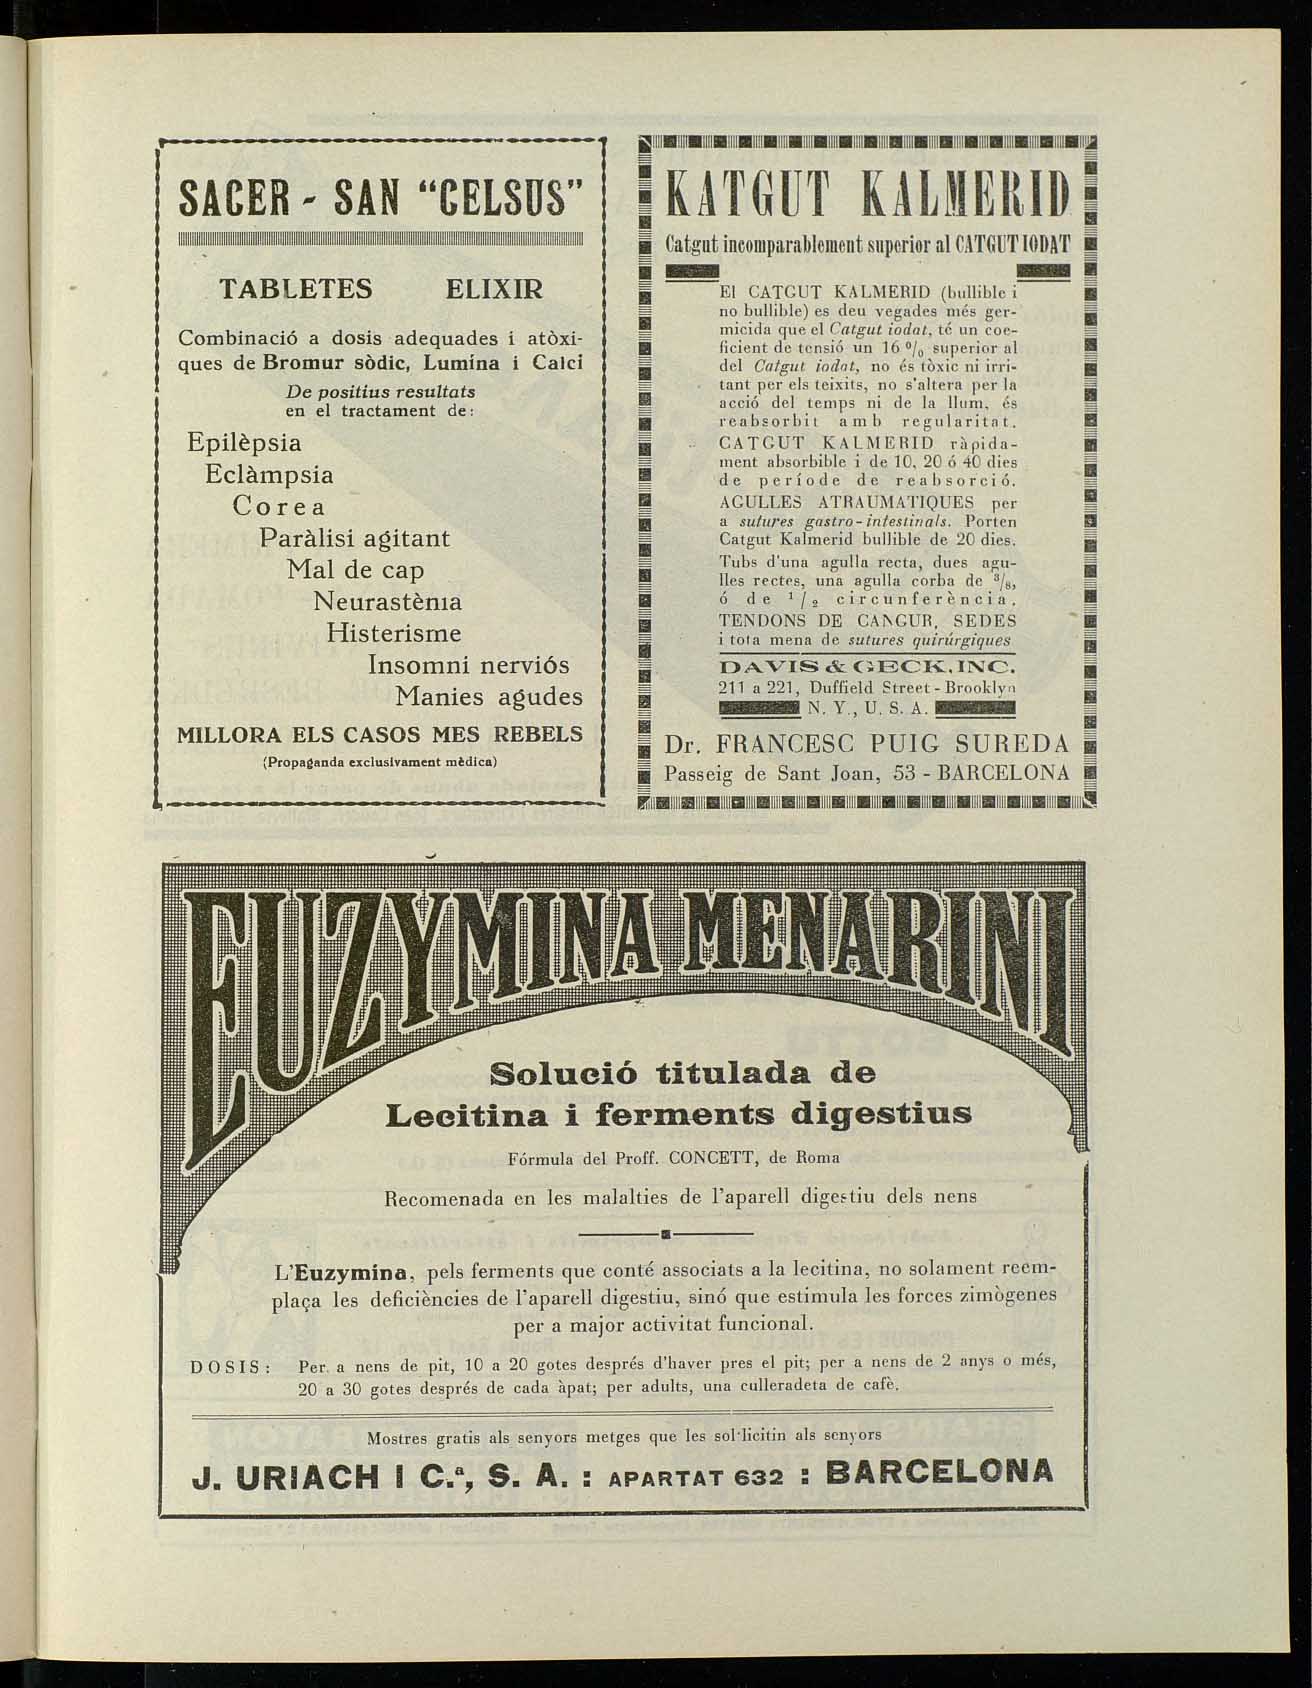 SACER - SAN "CELSUS"
TABLETES ELIXIR
Combinació a dosis adequades i atòxi-
ques de Bromur sòdic, Lumina i Calci
De positius resultats
en el tractament de:
Epilèpsia
Eclàmpsia
Corea
Paràlisi agitant
Mal de cap
Neurastènia
Histerisme
Insomni nerviós
Manies agudes
MILLORA ELS CASOS MES REBELS
(Propaganda exclusivament mèdica)
KATGUT KALMERID
Catgut incomparablement superior al CATGUT IODAT
El CATGUT KALMERID (bullible i
no bullible) es deu vegades més ger-
micida que el Catgut iodat, té un coe-
ficient de tensió un 16 % superior al
del Catgut iodat, no és tòxic ni irri-
tant per els teixits, no s'altera per la
acció del temps ni de la llum, és
reabsorbit amb regularitat.
CATGUT KALMERID ràpida-
ment absorbible i de 10, 20 ó 40 dies
de període de reabsorció.
AGULLES ATRAUMATIQUES per
a sutures gastro-intestinals. Porten
Catgut Kalmerid bullible de 20 dies.
Tubs d'una agulla recta, dues agu-
lles rectes, una agulla corba de 3/8,
ó de 1/2 circunferència.
TENDONS DE CANGUR, SEDES
i tota mena de sutures quirúrgiques
DAVIS & GECK, INC.
211 a 221, Duffield Street - Brooklyn
N. Y., U. S. A.
Dr. FRANCESC PUIG SUREDA
Passeig de Sant Joan, 53 - BARCELONA
EUZYMINA MENARINI
Solució titulada de
Lecitina i ferments digestius
Fórmula del Proff. CONCETT, de Roma
Recomenada en les malalties de l'aparell digestiu dels nens
L'Euzymina, pels ferments que conté associats a la lecitina, no solament reem-
plaça les deficiències de l'aparell digestiu, sinó que estimula les forces zimògenes
per a major activitat funcional.
DOSIS: Per. a nens de pit, 10 a 20 gotes després d'haver pres el pit; per a nens de 2 anys o més,
20 a 30 gotes després de cada àpat; per adults, una culleradeta de cafè.
Mostres gratis als senyors metges que les sol·licitin als senyors
J. URIACH I C.ª, S. A. : APARTAT 632 : BARCELONA